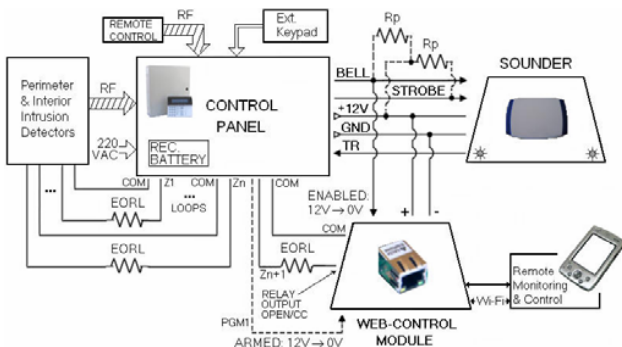 REMOTE
CONTROL
RF
Ext.
Keypad
Perimeter
& Interior
Intrusion
Detectors
RF
CONTROL
PANEL
220
VAC
REC.
BATTERY
BELL
STROBE
+12V
GND
TR
Rp
Rp
SOUNDER
...
COM
Z1
COM
Zn
COM
...
LOOPS
EORL
EORL
EORL
ENABLED:
12V→0V
+
-
COM
Zn+1
RELAY
OUTPUT
OPEN/CC
PGM1
ARMED: 12V→0V
WEB-CONTROL
MODULE
Wi-Fi
Remote
Monitoring
& Control